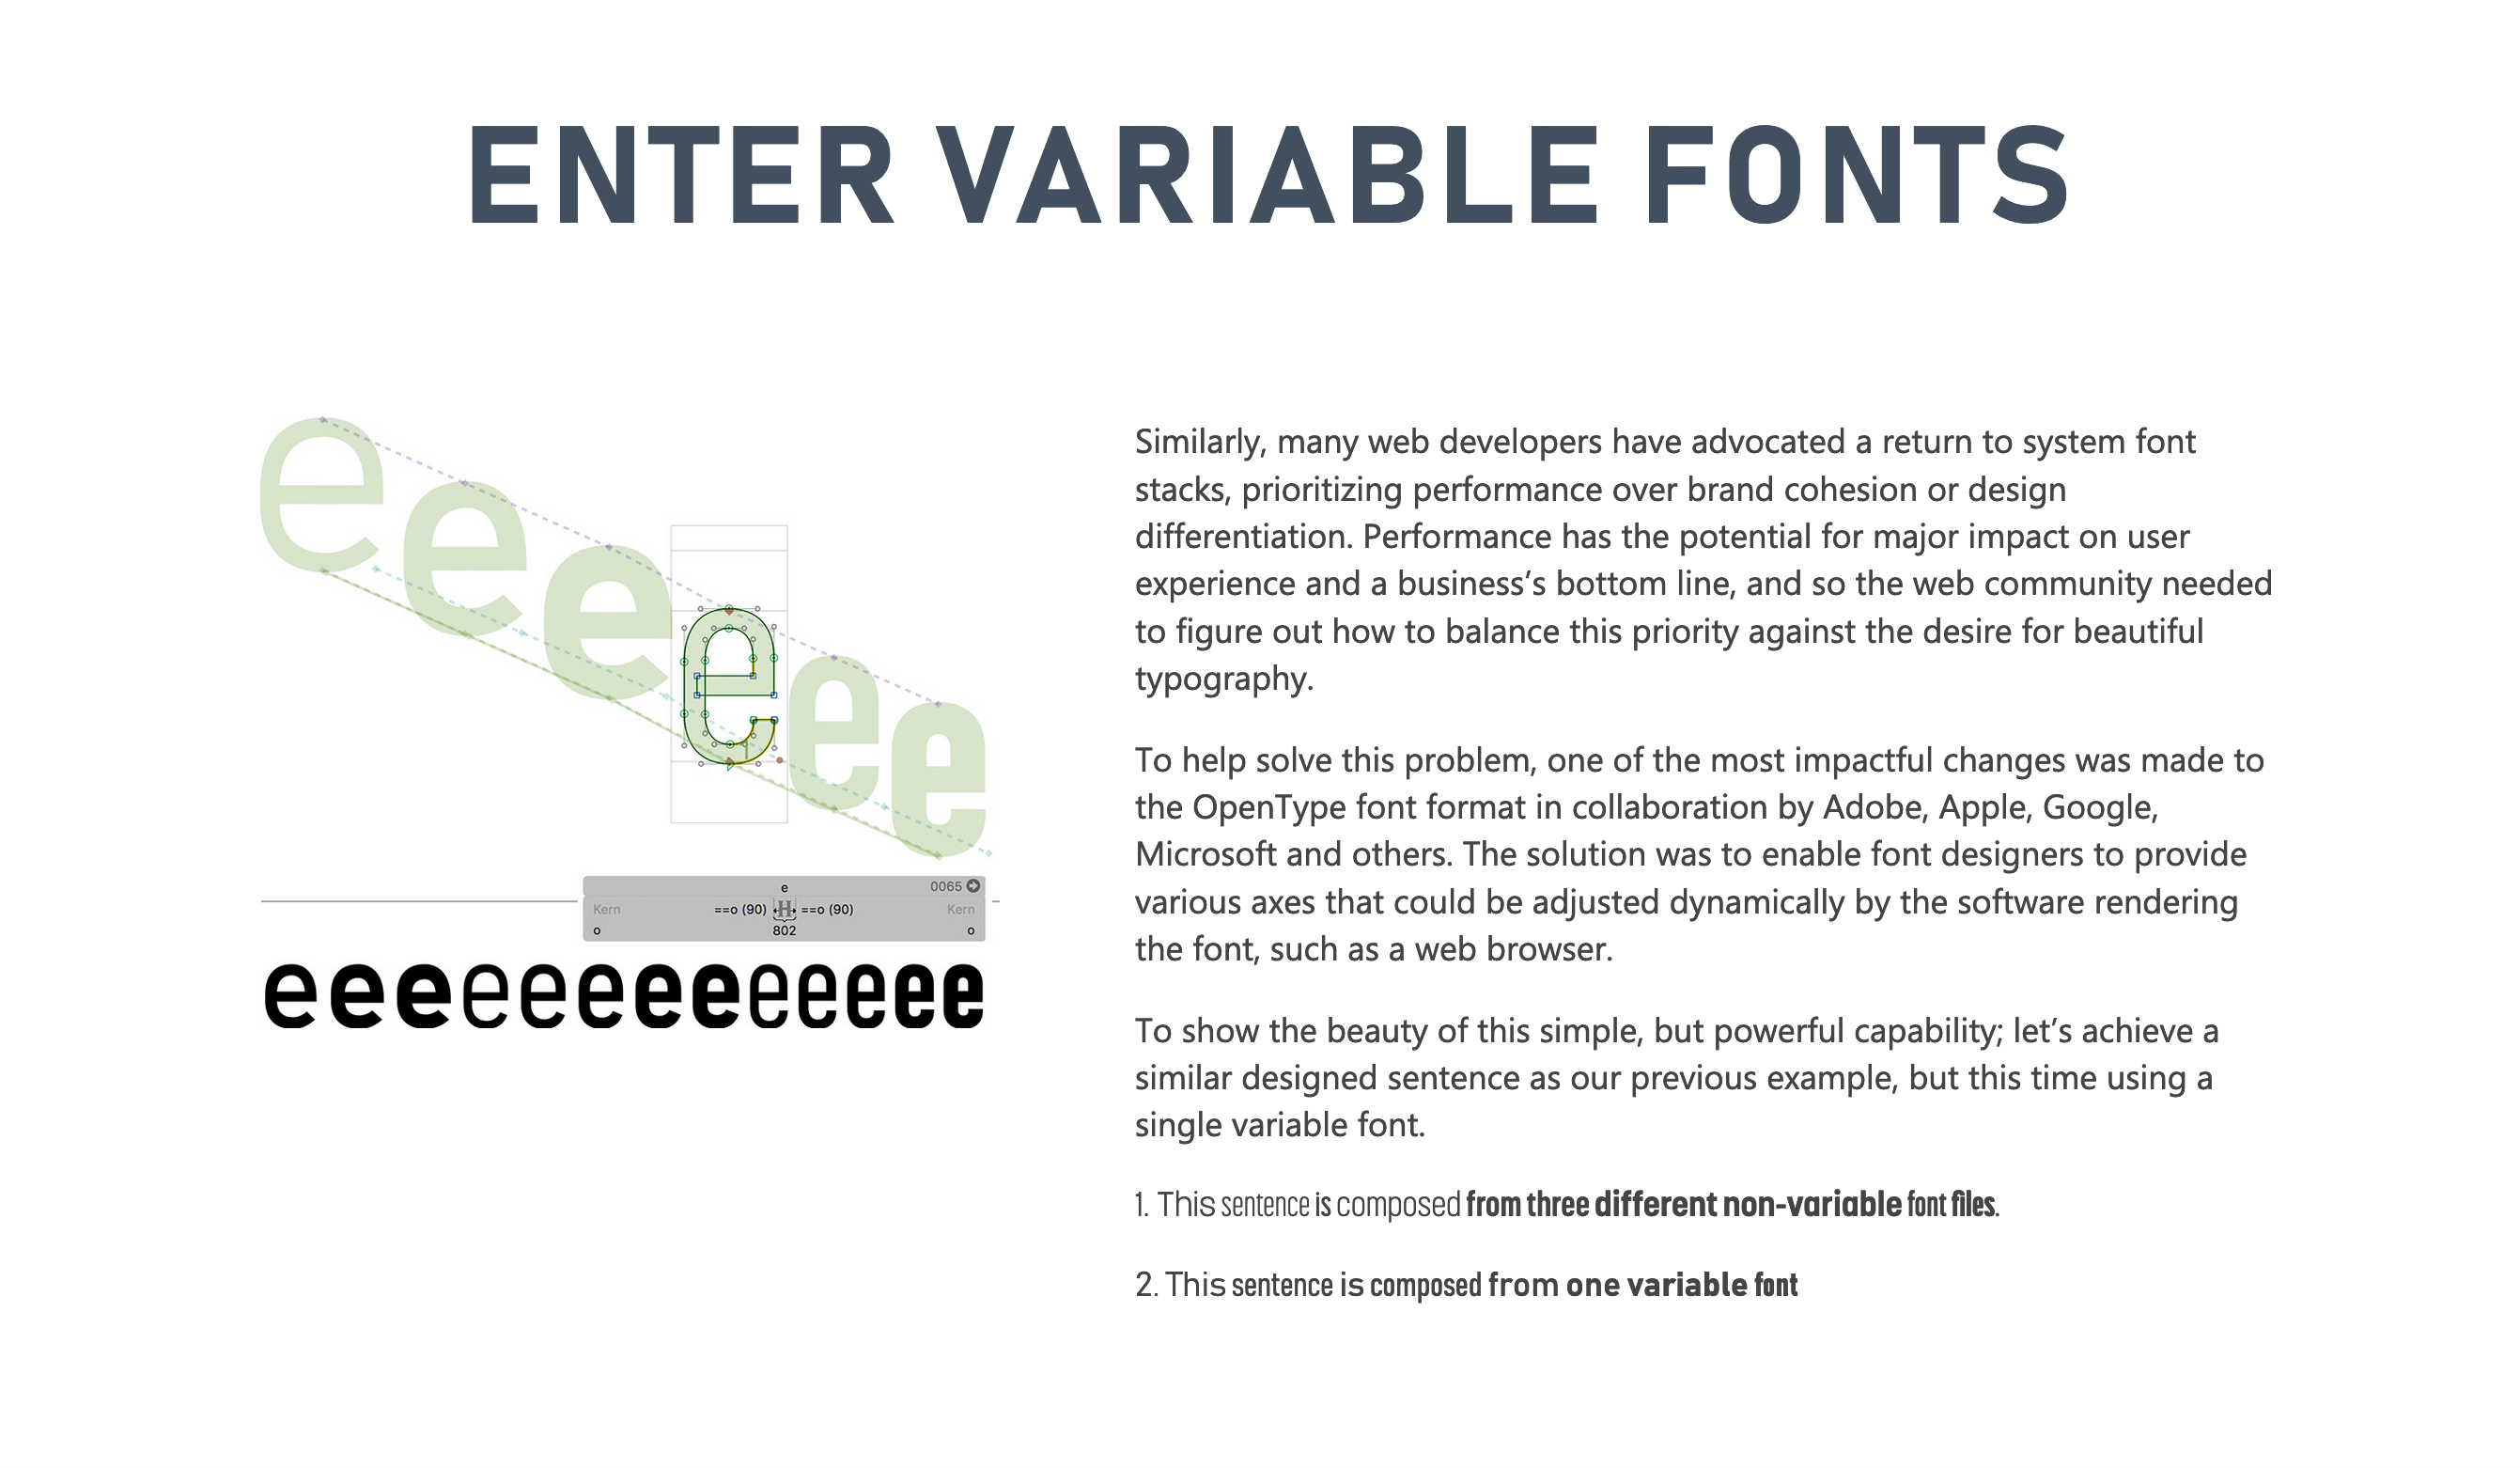 ENTER VARIABLE FONTS
e e e e e e
e 0065
Kern ==o (90) H ==o (90) Kern
o 802 o
eeeeeeeeeeeee
Similarly, many web developers have advocated a return to system font
stacks, prioritizing performance over brand cohesion or design
differentiation. Performance has the potential for major impact on user
experience and a business’s bottom line, and so the web community needed
to figure out how to balance this priority against the desire for beautiful
typography.
To help solve this problem, one of the most impactful changes was made to
the OpenType font format in collaboration by Adobe, Apple, Google,
Microsoft and others. The solution was to enable font designers to provide
various axes that could be adjusted dynamically by the software rendering
the font, such as a web browser.
To show the beauty of this simple, but powerful capability; let’s achieve a
similar designed sentence as our previous example, but this time using a
single variable font.
1. This sentence is composed from three different non-variable font files.
2. This sentence is composed from one variable font